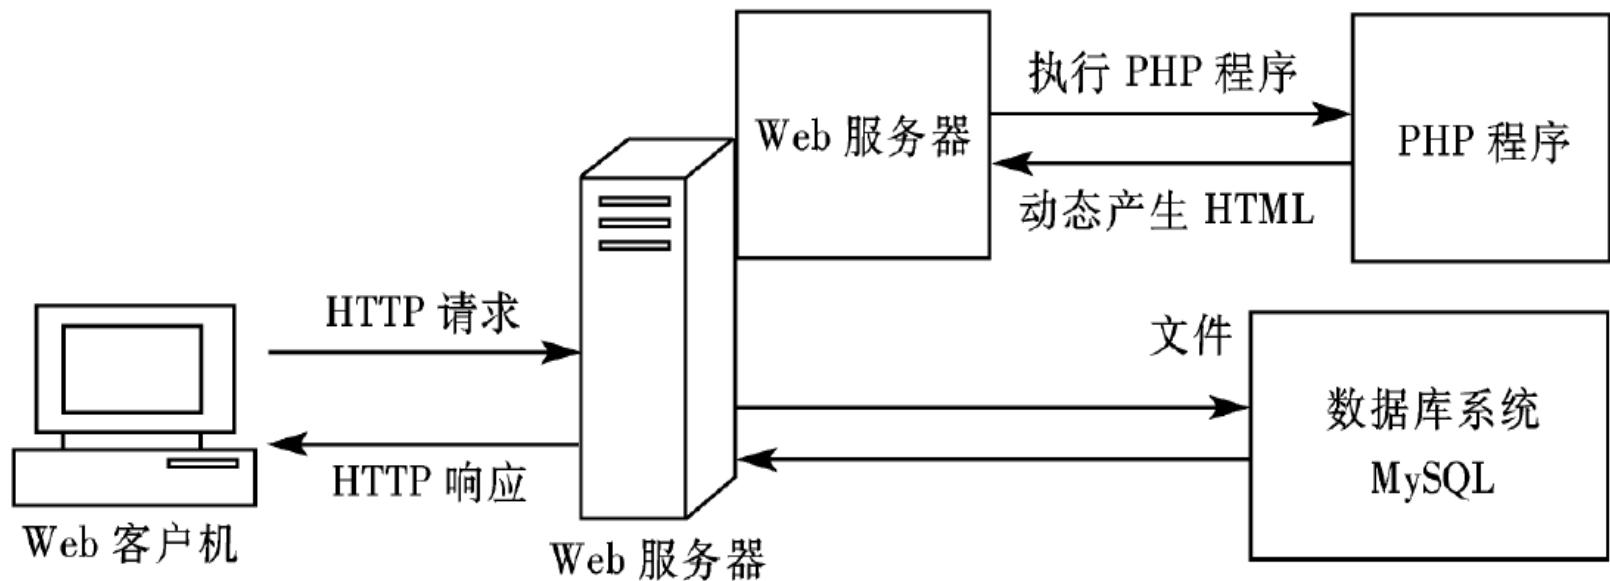 Web 服务器
执行 PHP 程序
PHP 程序
动态产生 HTML
HTTP 请求
文件
数据库系统
MySQL
HTTP 响应
Web 客户机
Web 服务器